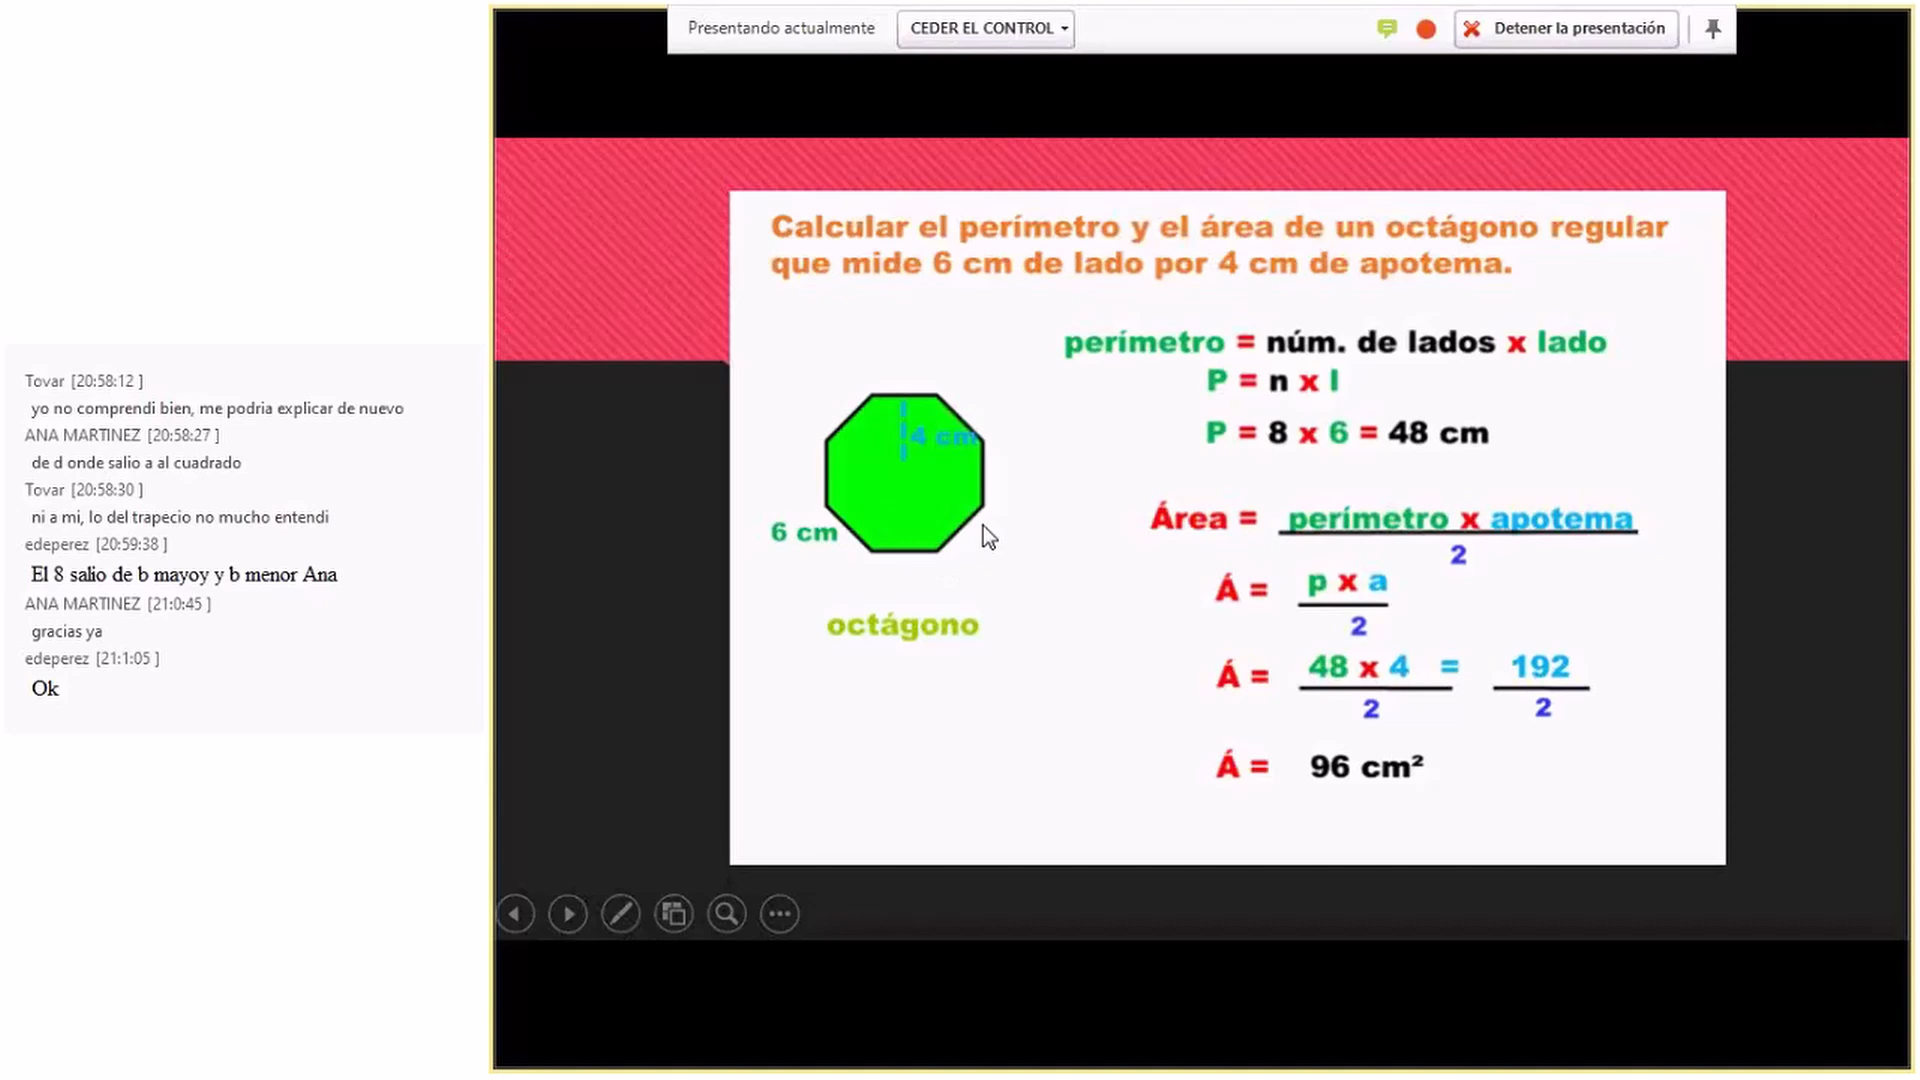 Presentando actualmente
CEDER EL CONTROL
Detener la presentación
Tovar [20:58:12 ]
yo no comprendi bien, me podria explicar de nuevo
ANA MARTINEZ [20:58:27 ]
de d onde salio a al cuadrado
Tovar [20:58:30 ]
ni a mi, lo del trapecio no mucho entendi
edeperez [20:59:38 ]
El 8 salio de b mayoy y b menor Ana
ANA MARTINEZ [21:0:45 ]
gracias ya
edeperez [21:1:05 ]
Ok
Calcular el perímetro y el área de un octágono regular
que mide 6 cm de lado por 4 cm de apotema.
4 cm
6 cm
octágono
perímetro = núm. de lados x lado
P = n x l
P = 8 x 6 = 48 cm
Área = perímetro x apotema
2
Á = p x a
2
Á = 48 x 4 = 192
2 2
Á = 96 cm²